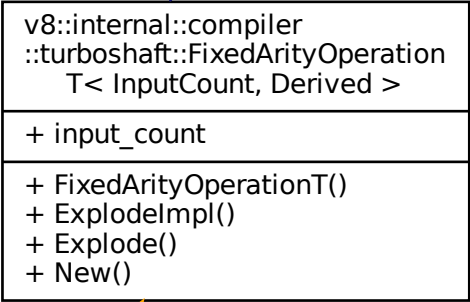 v8::internal::compiler
::turboshaft::FixedArityOperation
T< InputCount, Derived >
+ input_count
+ FixedArityOperationT()
+ ExplodeImpl()
+ Explode()
+ New()